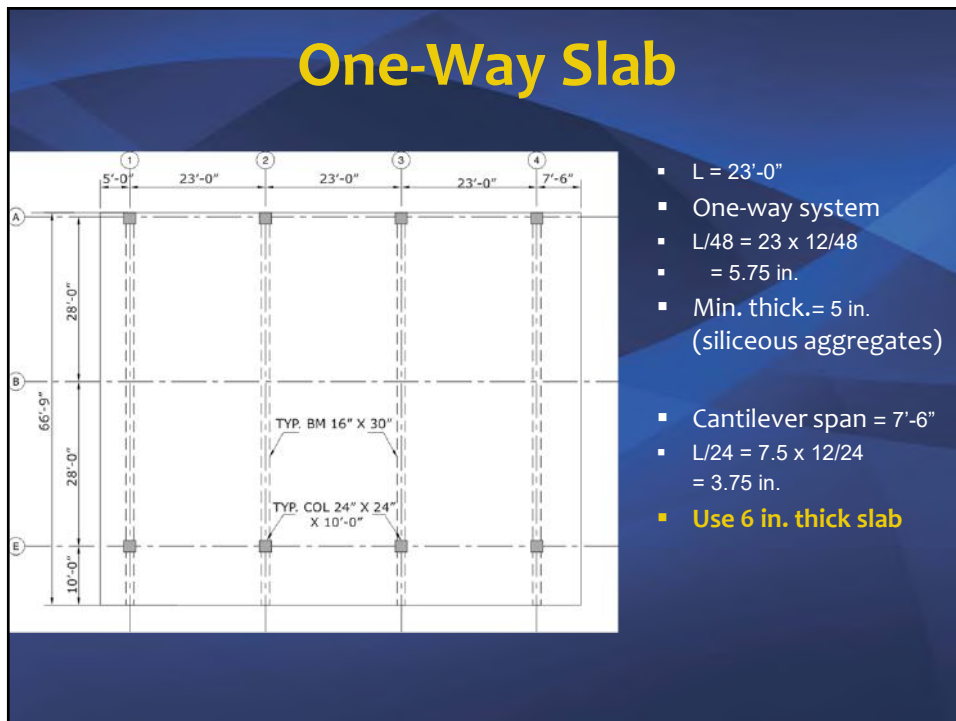 One-Way Slab
1 2 3 4
5'-0" 23'-0" 23'-0" 23'-0" 7'-6"
A
28'-0"
B
66'-9"
28'-0"
TYP. BM 16" X 30"
TYP. COL 24" X 24"
X 10'-0"
E
10'-0"
▪ L = 23’-0”
▪ One-way system
▪ L/48 = 23 x 12/48
▪ = 5.75 in.
▪ Min. thick.= 5 in.
(siliceous aggregates)
▪ Cantilever span = 7’-6”
▪ L/24 = 7.5 x 12/24
= 3.75 in.
▪ Use 6 in. thick slab